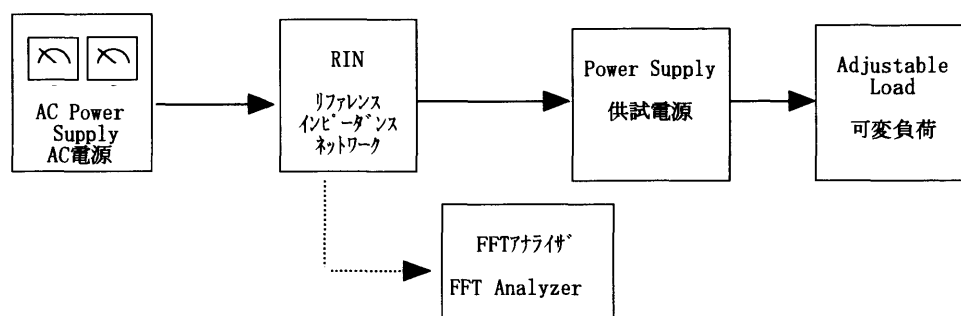 AC Power
Supply
AC電源
RIN
ﾘﾌｧﾚﾝｽ
ｲﾝﾋﾟｰﾀﾞﾝｽ
ﾈｯﾄﾜｰｸ
Power Supply
供試電源
Adjustable
Load
可変負荷
FFTｱﾅﾗｲｻﾞ
FFT Analyzer